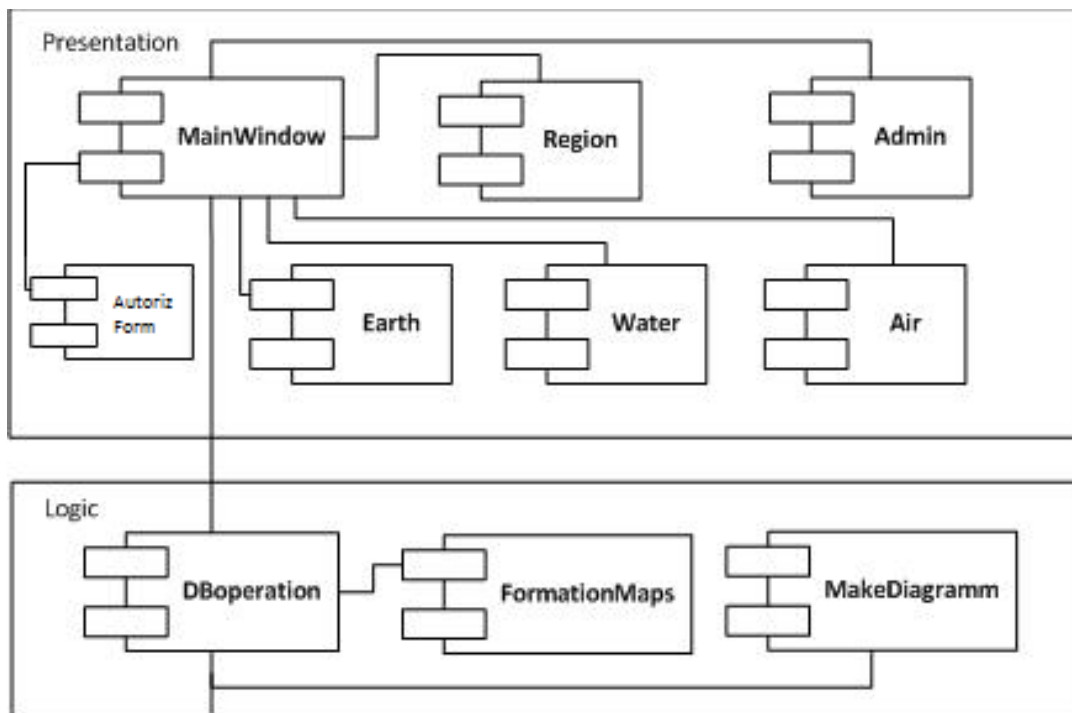 Presentation
MainWindow
Region
Admin
Autoriz
Form
Earth
Water
Air
Logic
DBoperation
FormationMaps
MakeDiagramm